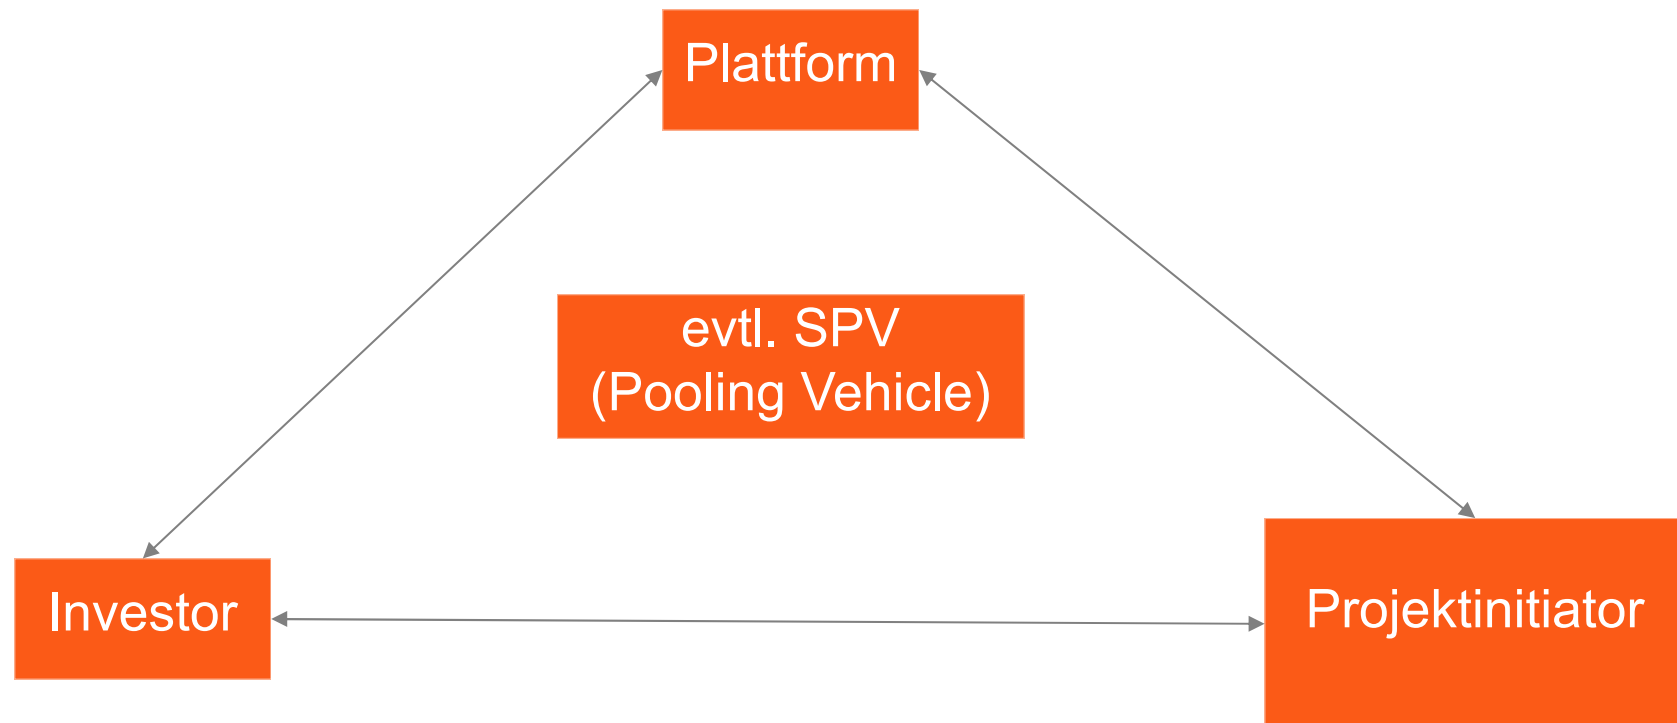 Plattform
evtl. SPV
(Pooling Vehicle)
Investor
Projektinitiator